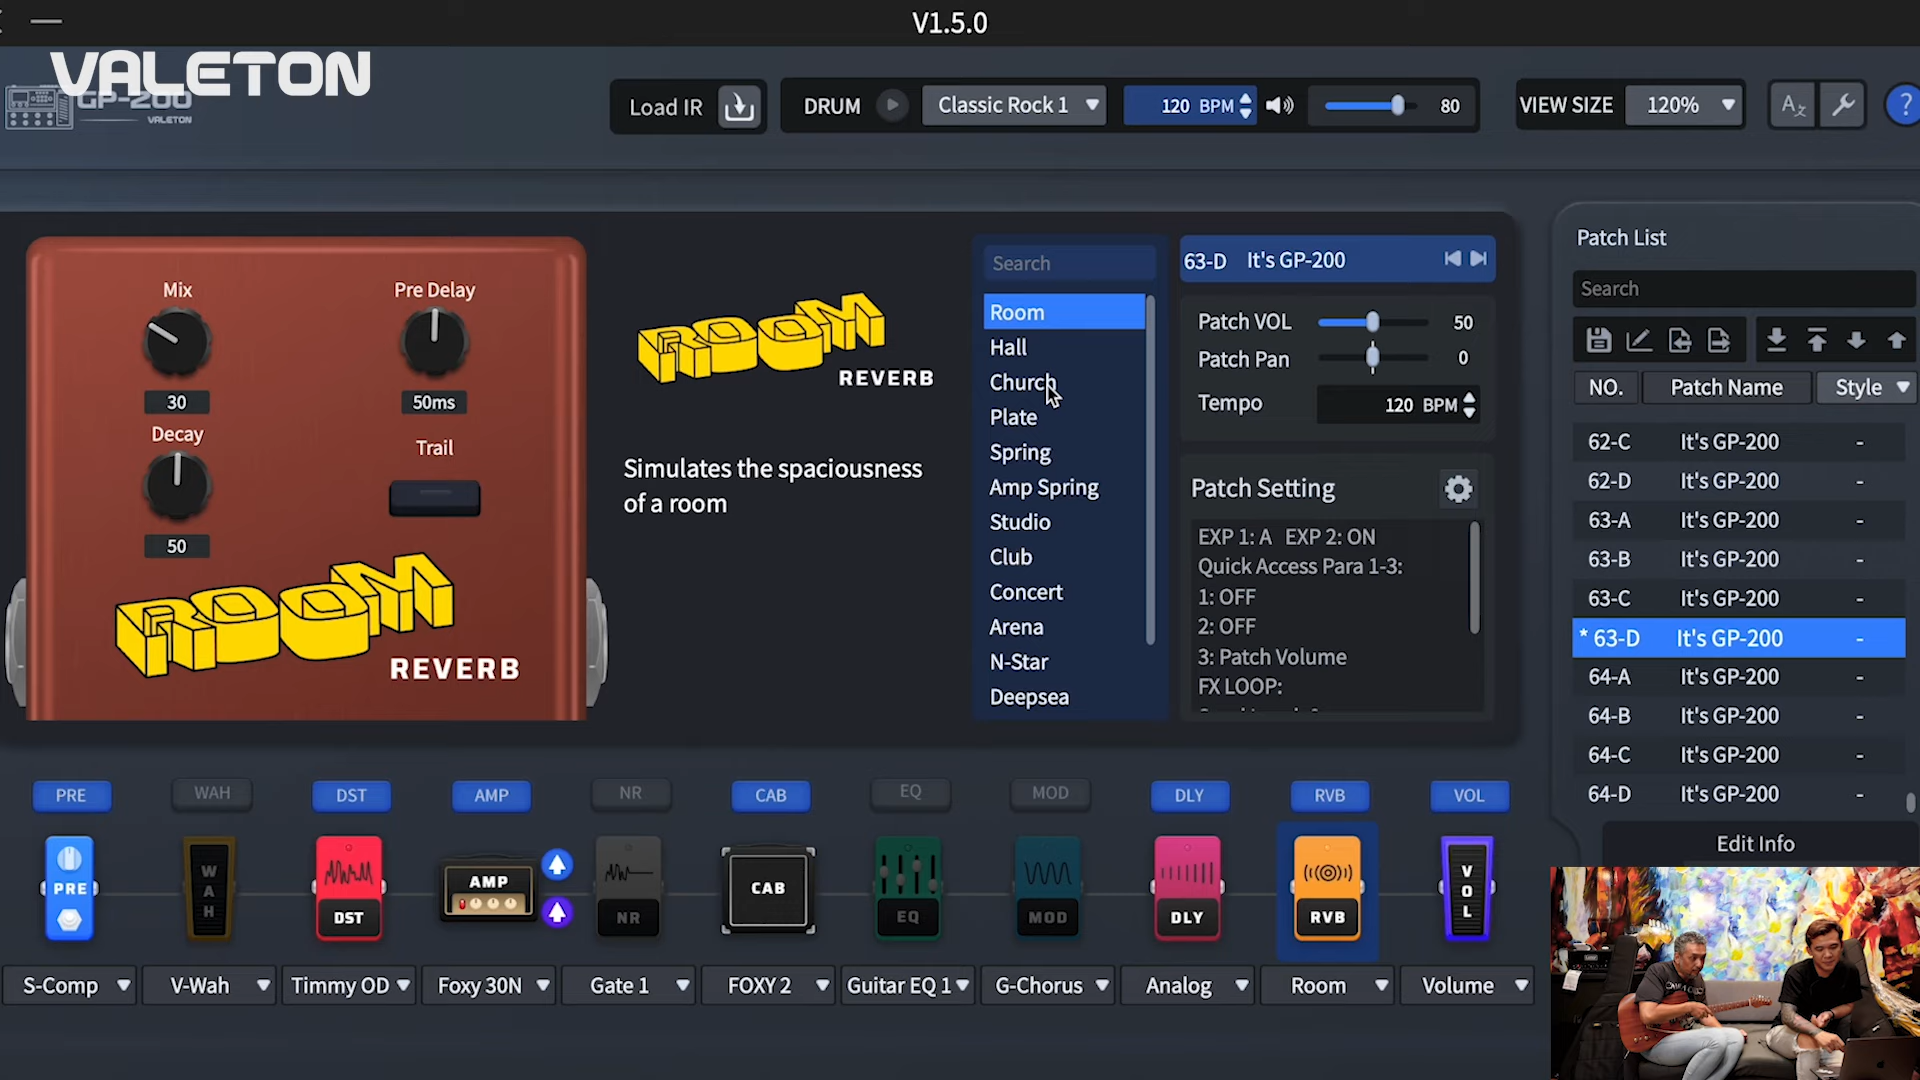 V1.5.0
VALETON
GP-200
VALETON
Load IR
DRUM
Classic Rock 1
120 BPM
80
VIEW SIZE
120%
Mix
30
Pre Delay
50ms
Decay
50
Trail
ROOM
REVERB
ROOM
REVERB
Simulates the spaciousness
of a room
Search
Room
Hall
Church
Plate
Spring
Amp Spring
Studio
Club
Concert
Arena
N-Star
Deepsea
63-D It's GP-200
Patch VOL 50
Patch Pan 0
Tempo 120 BPM
Patch Setting
EXP 1: A EXP 2: ON
Quick Access Para 1-3:
1: OFF
2: OFF
3: Patch Volume
FX LOOP:
Patch List
Search
NO. Patch Name Style
62-C It's GP-200 -
62-D It's GP-200 -
63-A It's GP-200 -
63-B It's GP-200 -
63-C It's GP-200 -
* 63-D It's GP-200 -
64-A It's GP-200 -
64-B It's GP-200 -
64-C It's GP-200 -
64-D It's GP-200 -
Edit Info
PRE WAH DST AMP NR CAB EQ MOD DLY RVB VOL
PRE WAH DST AMP NR CAB EQ MOD DLY RVB VOL
S-Comp V-Wah Timmy OD Foxy 30N Gate 1 FOXY 2 Guitar EQ 1 G-Chorus Analog Room Volume